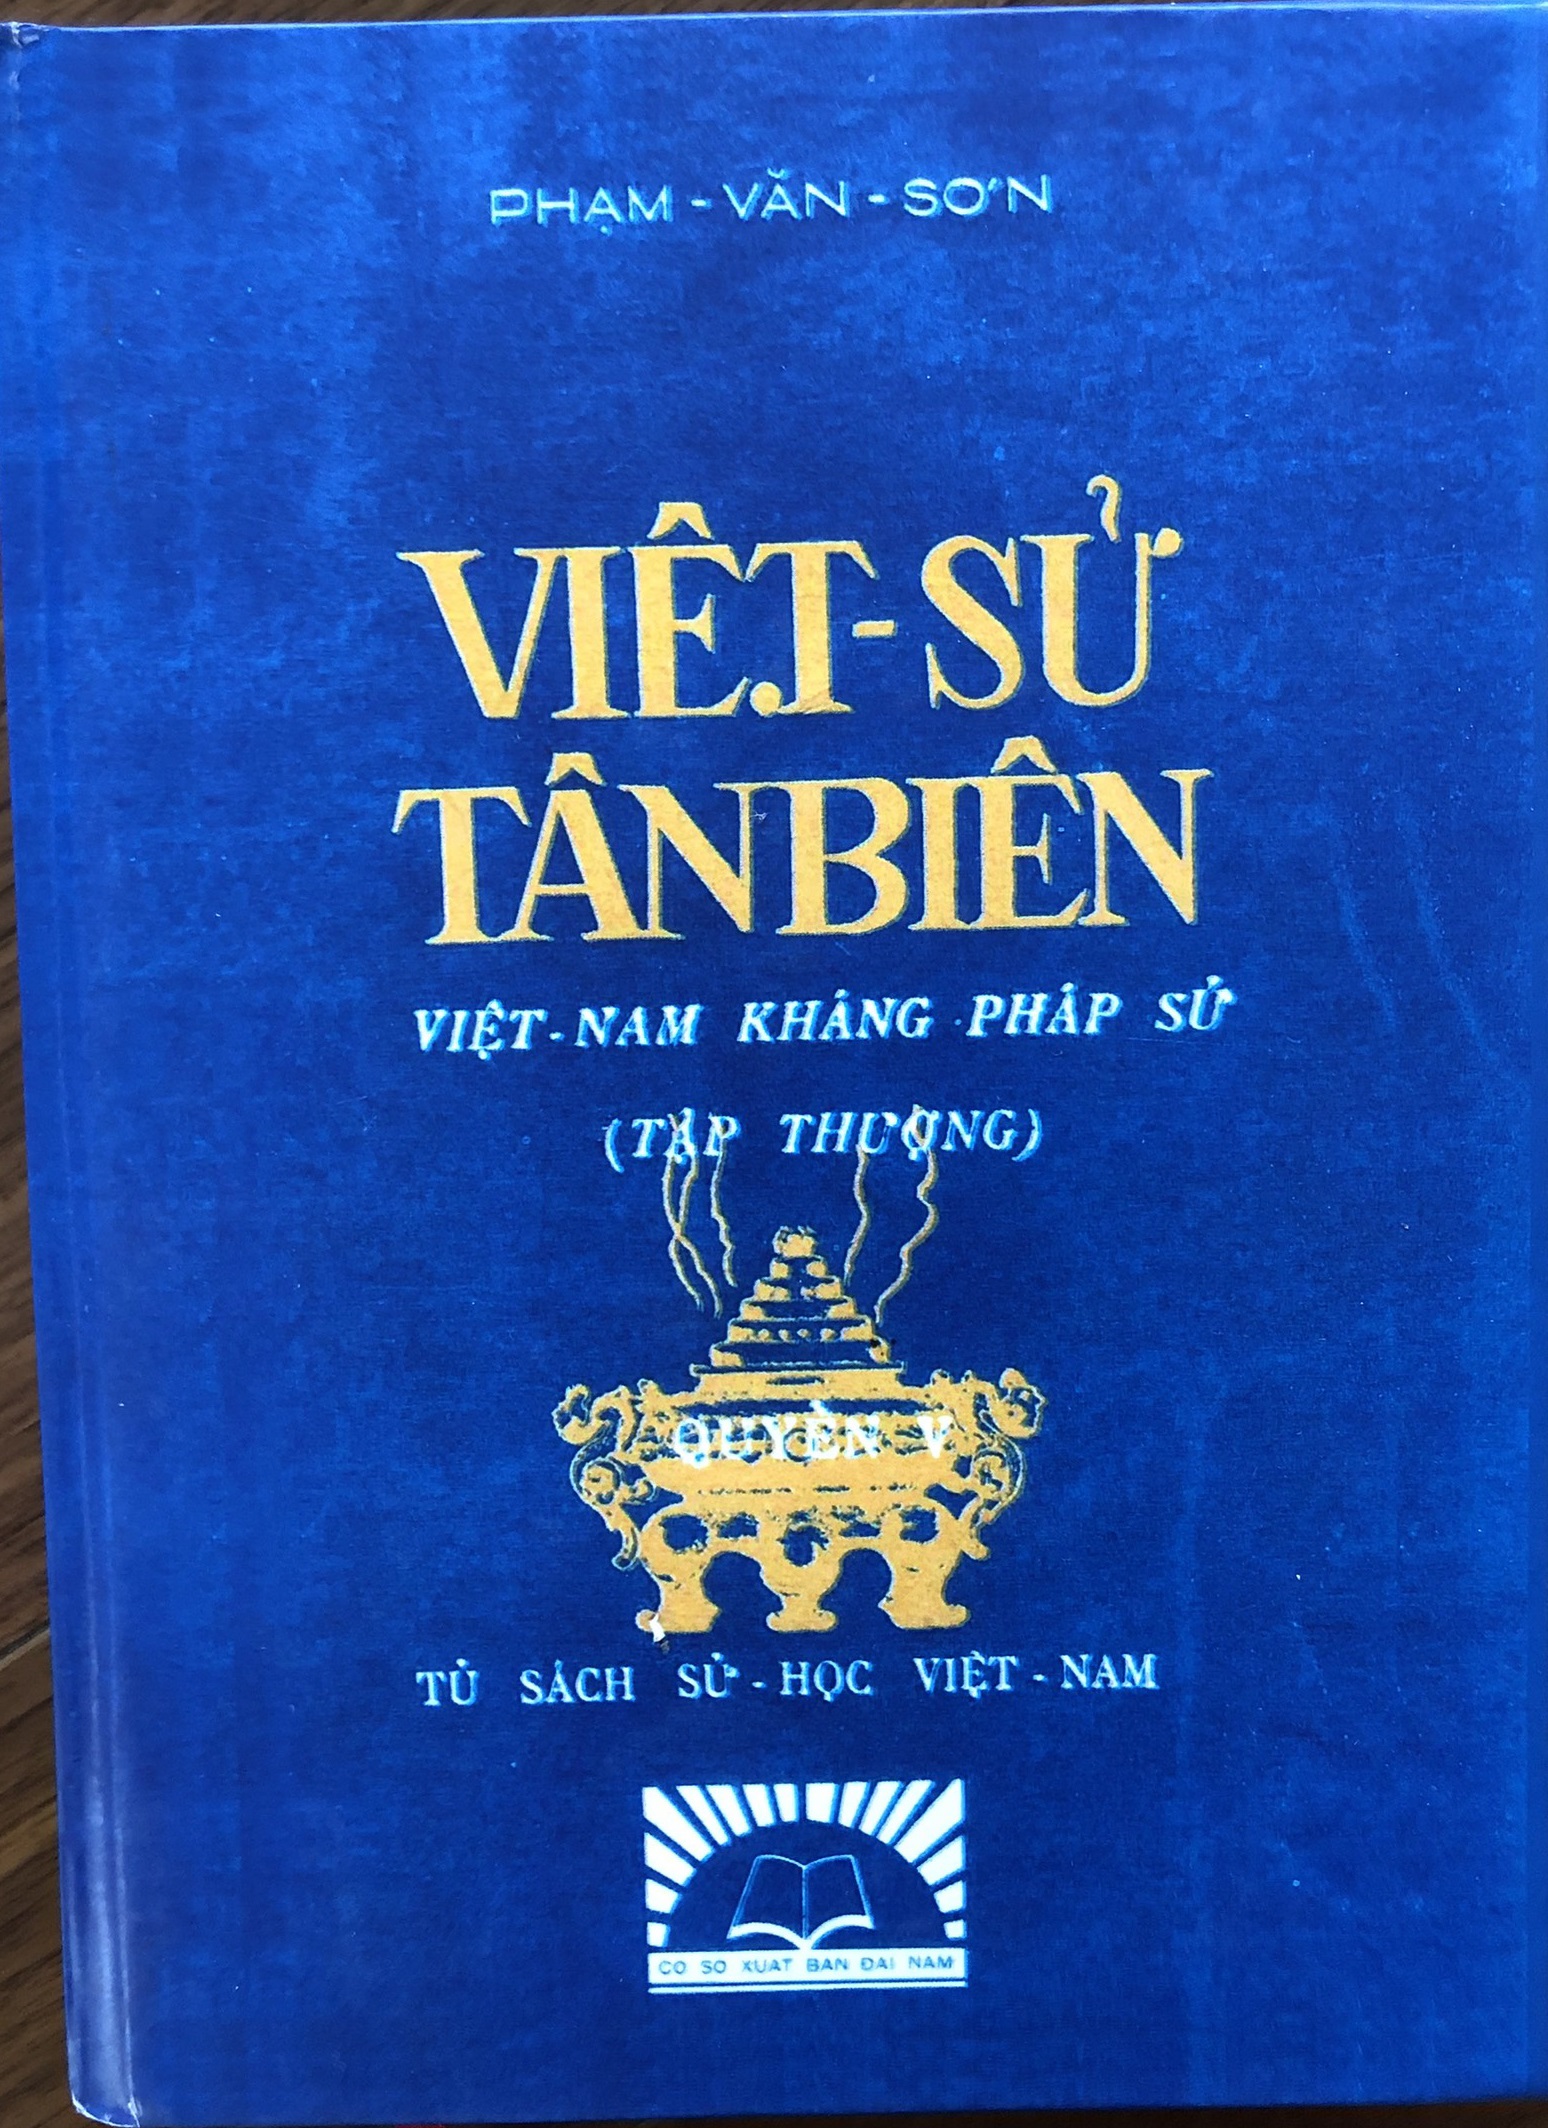 PHẠM - VĂN - SƠN
VIỆT - SỬ
TÂN BIÊN
VIỆT - NAM KHÁNG PHÁP SỬ
(TẬP THƯỢNG)
QUYỂN V
TỦ SÁCH SỬ - HỌC VIỆT - NAM
CO SO XUAT BAN ĐAI NAM